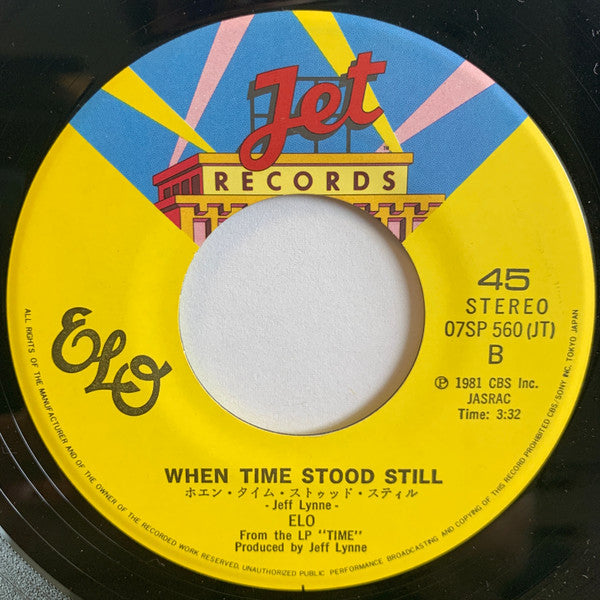 Jet
™
RECORDS
ELO
45
STEREO
07SP 560 (JT)
B
℗ 1981 CBS Inc.
JASRAC
Time: 3:32
WHEN TIME STOOD STILL
ホエン・タイム・ストゥッド・スティル
- Jeff Lynne -
ELO
From the LP "TIME"
Produced by Jeff Lynne
ALL RIGHTS OF THE MANUFACTURER AND OF THE OWNER OF THE RECORDED WORK RESERVED. UNAUTHORIZED PUBLIC PERFORMANCE BROADCASTING AND COPYING OF THIS RECORD PROHIBITED CBS/SONY INC. TOKYO JAPAN